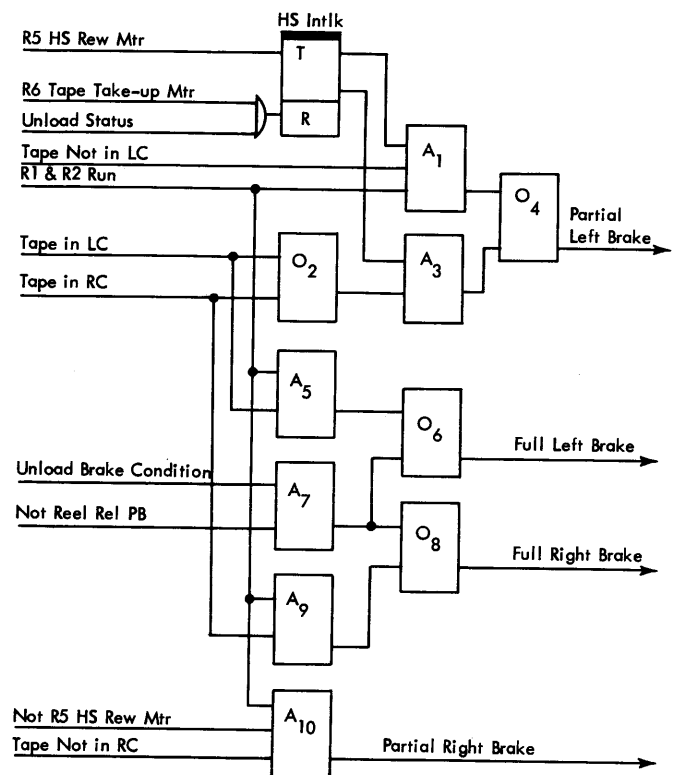 HS Intlk
R5 HS Rew Mtr
T
R6 Tape Take-up Mtr
R
Unload Status
A1
Tape Not in LC
R1 & R2 Run
O4
Partial
Left Brake
Tape in LC
O2
A3
Tape in RC
A5
O6
Full Left Brake
Unload Brake Condition
A7
Not Reel Rel PB
O8
Full Right Brake
A9
Not R5 HS Rew Mtr
A10
Tape Not in RC
Partial Right Brake